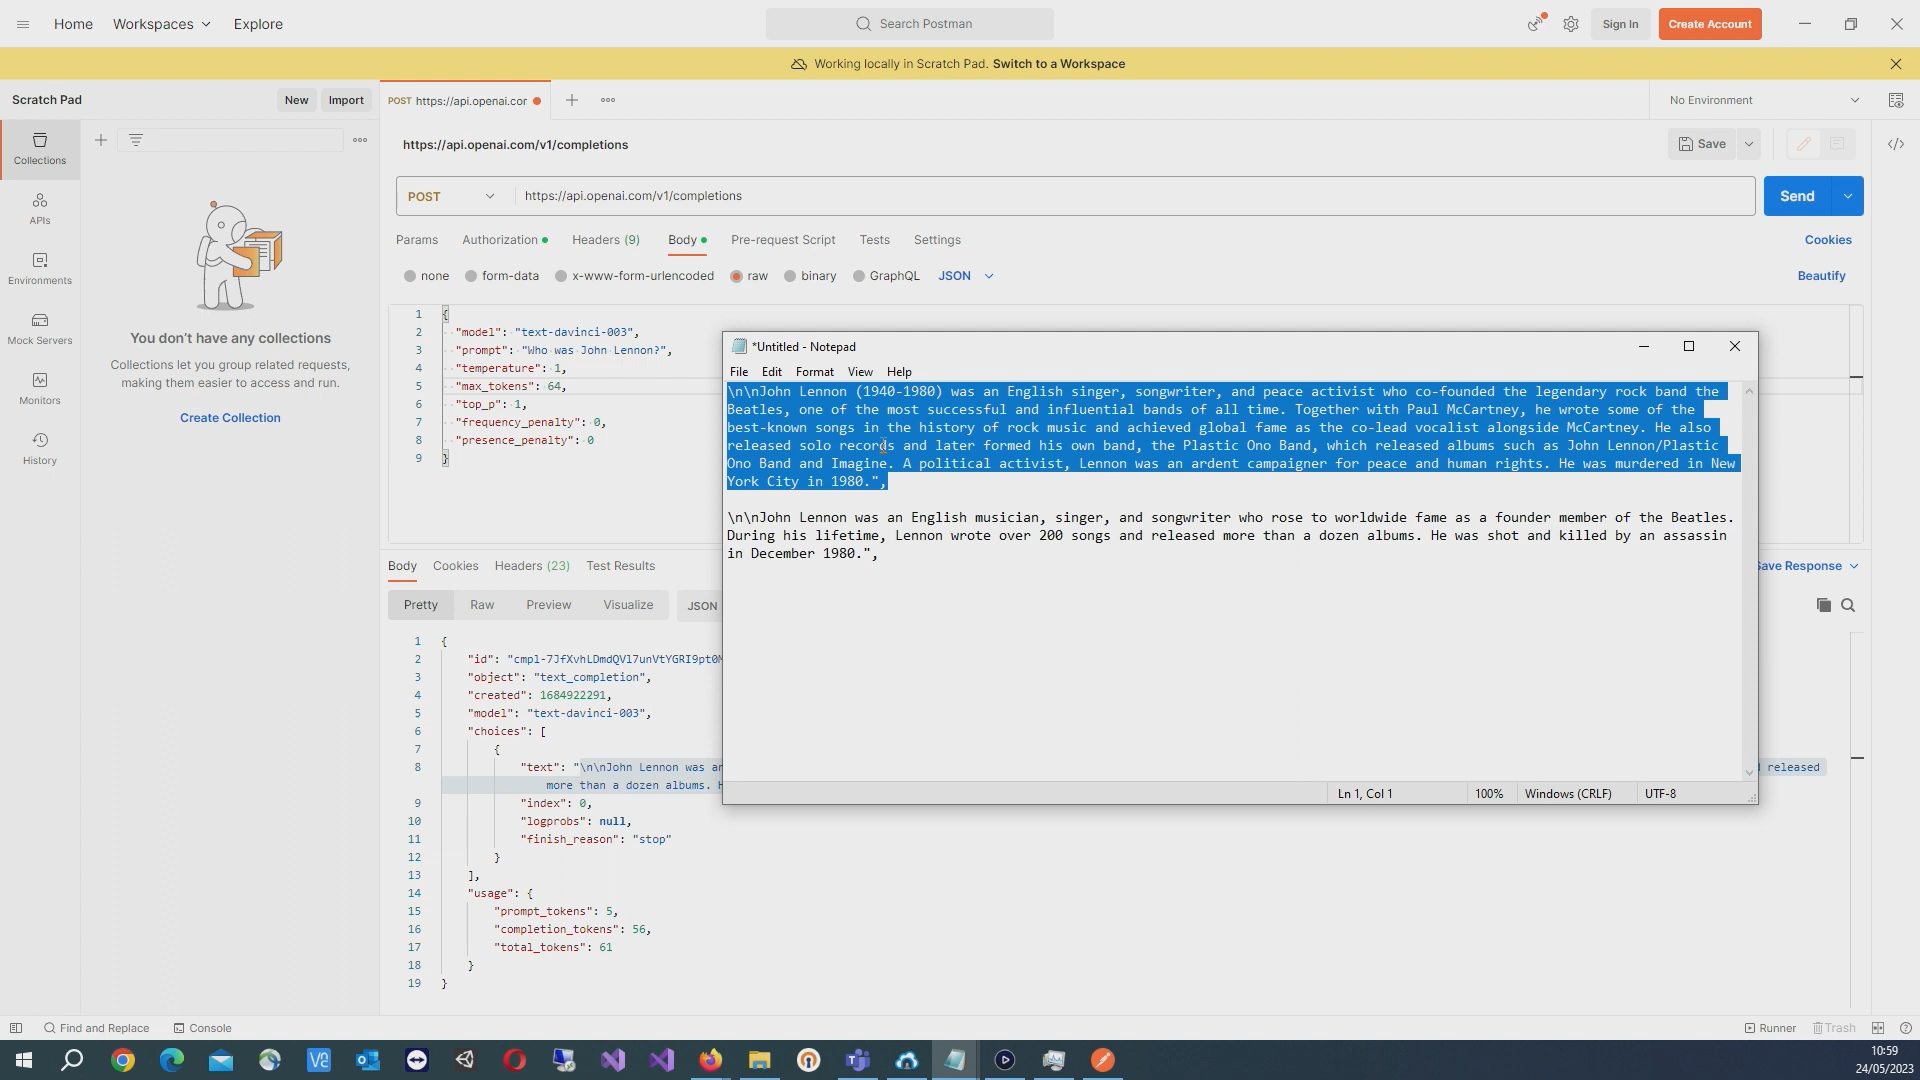 Home Workspaces Explore
Search Postman
Sign In Create Account
Working locally in Scratch Pad. Switch to a Workspace
Scratch Pad New Import
POST https://api.openai.cor
No Environment
https://api.openai.com/v1/completions
Save
POST https://api.openai.com/v1/completions
Send
Params Authorization Headers (9) Body Pre-request Script Tests Settings
Cookies
none form-data x-www-form-urlencoded raw binary GraphQL JSON
Beautify
Collections
APIs
Environments
Mock Servers
Monitors
History
You don't have any collections
Collections let you group related requests,
making them easier to access and run.
Create Collection
1 {
2 "model": "text-davinci-003",
3 "prompt": "Who was John Lennon?",
4 "temperature": 1,
5 "max_tokens": 64,
6 "top_p": 1,
7 "frequency_penalty": 0,
8 "presence_penalty": 0
9 }
*Untitled - Notepad
File Edit Format View Help
\n\nJohn Lennon (1940-1980) was an English singer, songwriter, and peace activist who co-founded the legendary rock band the
Beatles, one of the most successful and influential bands of all time. Together with Paul McCartney, he wrote some of the
best-known songs in the history of rock music and achieved global fame as the co-lead vocalist alongside McCartney. He also
released solo records and later formed his own band, the Plastic Ono Band, which released albums such as John Lennon/Plastic
Ono Band and Imagine. A political activist, Lennon was an ardent campaigner for peace and human rights. He was murdered in New
York City in 1980.",
\n\nJohn Lennon was an English musician, singer, and songwriter who rose to worldwide fame as a founder member of the Beatles.
During his lifetime, Lennon wrote over 200 songs and released more than a dozen albums. He was shot and killed by an assassin
in December 1980.",
Ln 1, Col 1 100% Windows (CRLF) UTF-8
Body Cookies Headers (23) Test Results
Save Response
Pretty Raw Preview Visualize JSON
1 {
2 "id": "cmpl-7JfXvhLDmdQVl7unVtYGRI9pt0
3 "object": "text_completion",
4 "created": 1684922291,
5 "model": "text-davinci-003",
6 "choices": [
7 {
8 "text": "\n\nJohn Lennon was an released
more than a dozen albums. H
9 "index": 0,
10 "logprobs": null,
11 "finish_reason": "stop"
12 }
13 ],
14 "usage": {
15 "prompt_tokens": 5,
16 "completion_tokens": 56,
17 "total_tokens": 61
18 }
19 }
Find and Replace Console
Runner Trash
10:59
24/05/2023